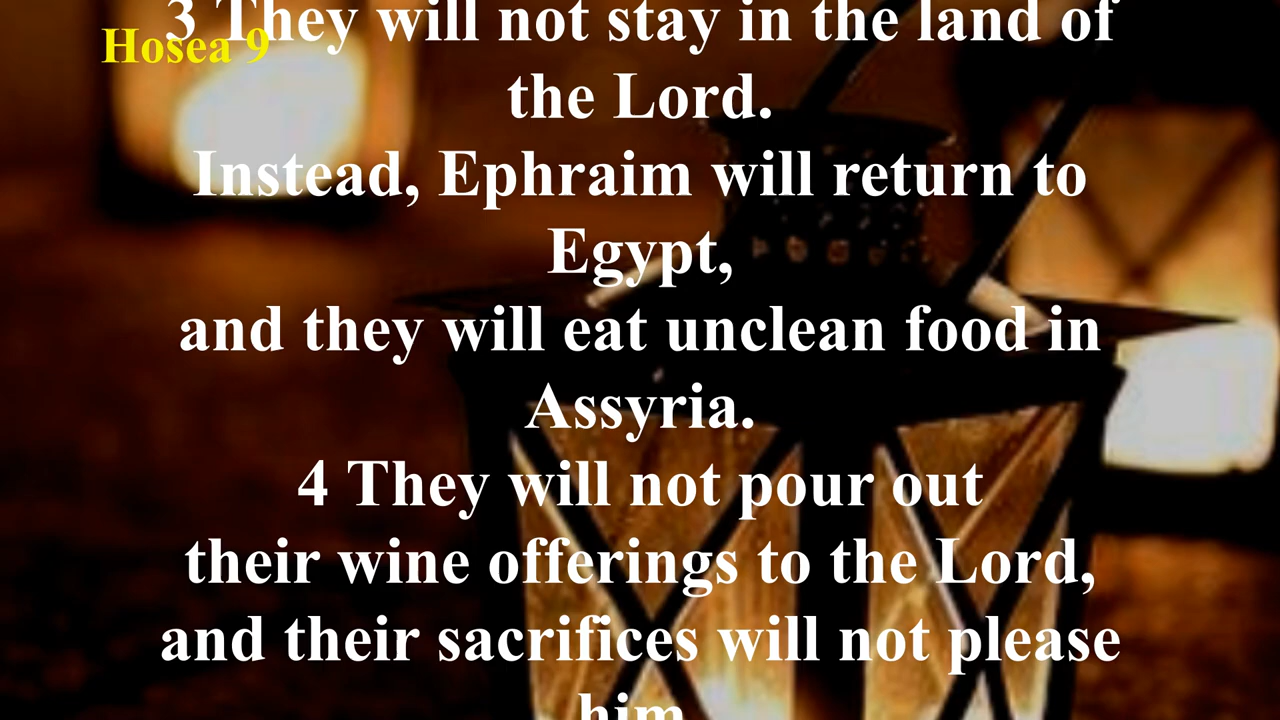 Hosea 9
3 They will not stay in the land of
the Lord.
Instead, Ephraim will return to
Egypt,
and they will eat unclean food in
Assyria.
4 They will not pour out
their wine offerings to the Lord,
and their sacrifices will not please
him